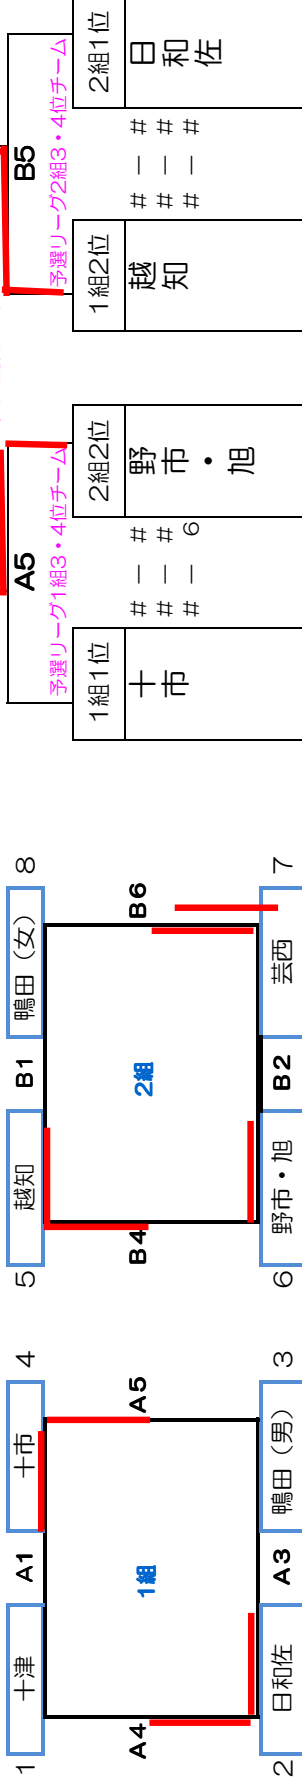 1 十津 A1 十市 4
A4 1組 A5
2 日和佐 A3 鴨田（男） 3
5 越知 B1 鴨田（女） 8
B4 2組 B6
6 野市・旭 B2 芸西 7
A5
予選リーグ1組3・4位チーム
1組1位
十市
# － #
# － #
# － 6
2組2位
野市・旭
B5
予選リーグ2組3・4位チーム
1組2位
越知
# － #
# － #
# － #
2組1位
日和佐